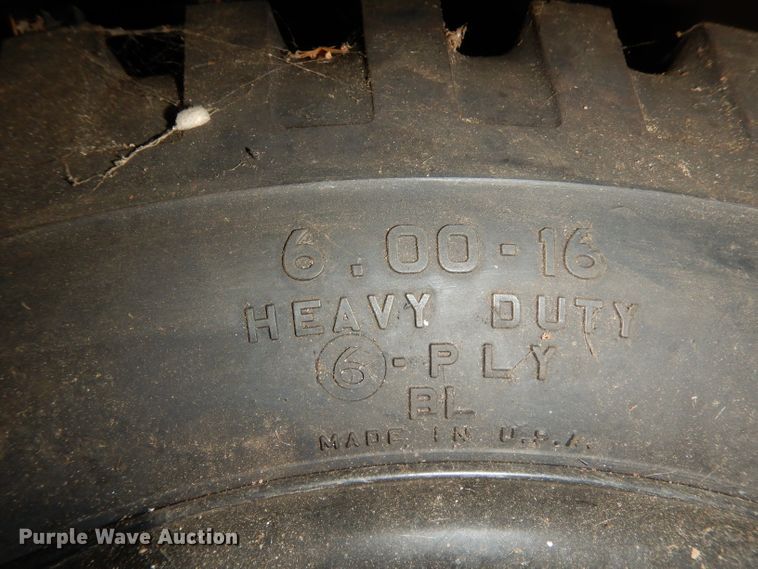 6.00-16
HEAVY DUTY
6-PLY
BL
MADE IN U.S.A.
Purple Wave Auction